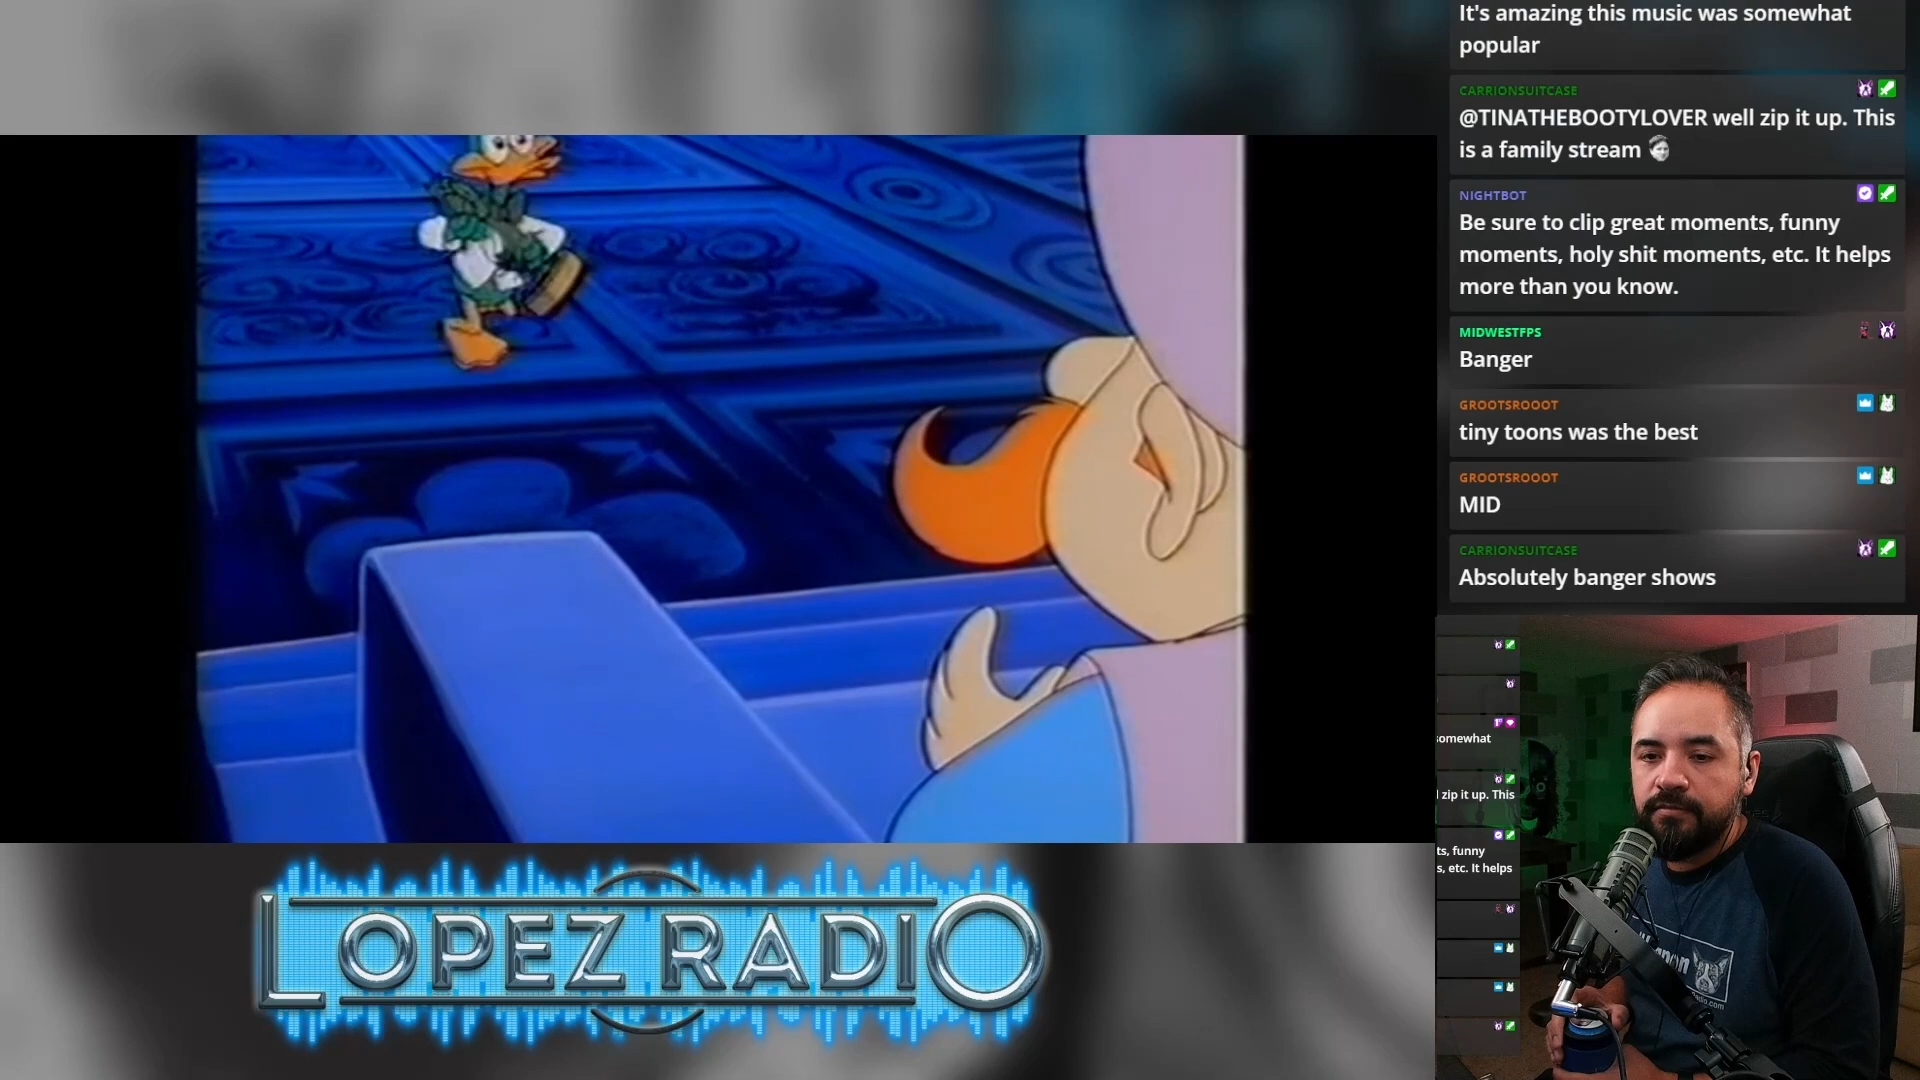 It's amazing this music was somewhat
popular
CARRIONSUITCASE
@TINATHEBOOTYLOVER well zip it up. This
is a family stream
NIGHTBOT
Be sure to clip great moments, funny
moments, holy shit moments, etc. It helps
more than you know.
MIDWESTFPS
Banger
GROOTSROOOT
tiny toons was the best
GROOTSROOOT
MID
CARRIONSUITCASE
Absolutely banger shows
somewhat
zip it up. This
ts, funny
s, etc. It helps
LOPEZ RADIO